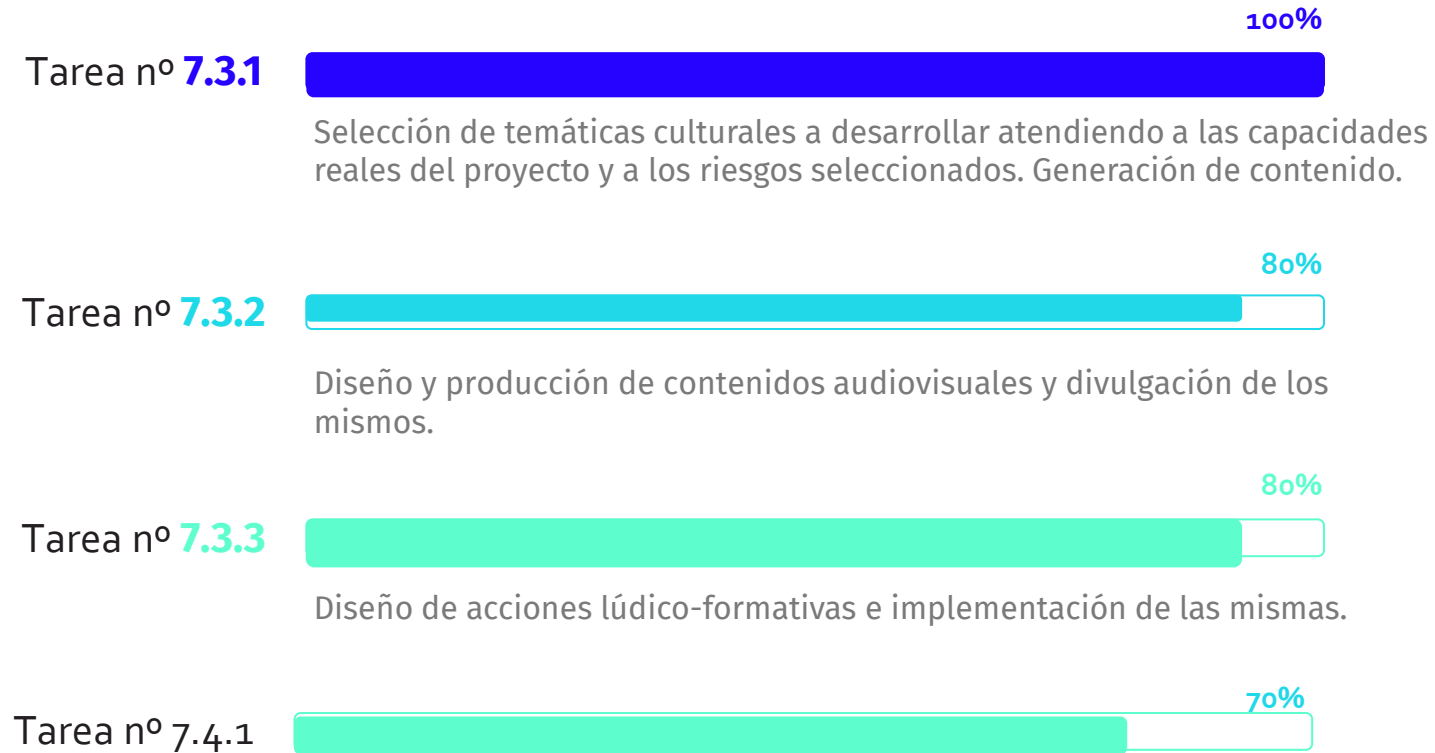 100%
Tarea nº 7.3.1
Selección de temáticas culturales a desarrollar atendiendo a las capacidades
reales del proyecto y a los riesgos seleccionados. Generación de contenido.
80%
Tarea nº 7.3.2
Diseño y producción de contenidos audiovisuales y divulgación de los
mismos.
80%
Tarea nº 7.3.3
Diseño de acciones lúdico-formativas e implementación de las mismas.
70%
Tarea nº 7.4.1